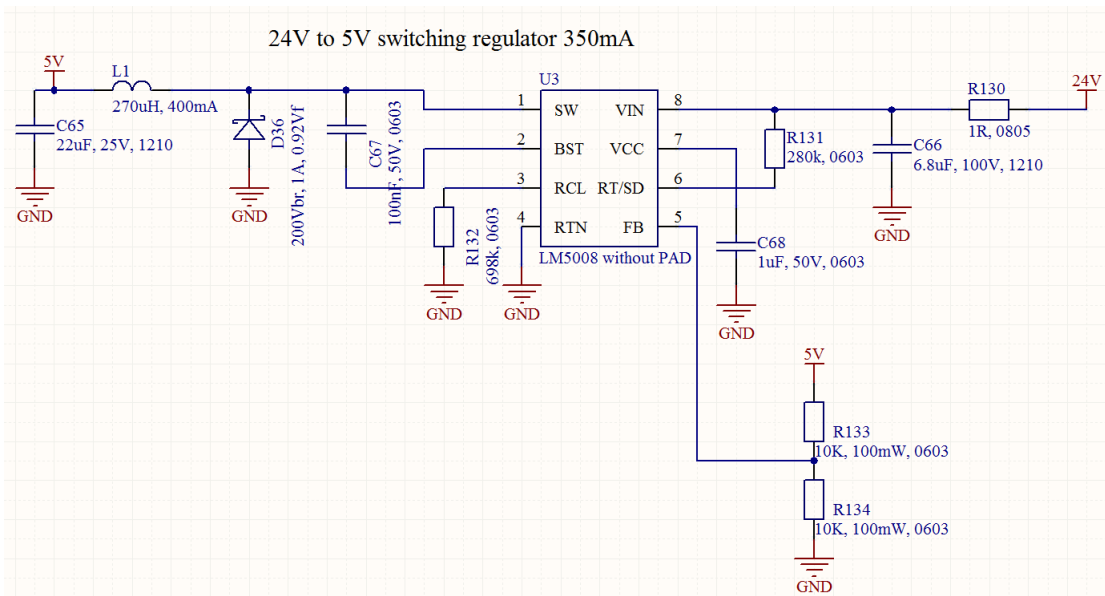 24V to 5V switching regulator 350mA
5V
L1
270uH, 400mA
C65
22uF, 25V, 1210
GND
D36
200Vbr, 1A, 0.92Vf
GND
C67
100nF, 50V, 0603
U3
1
SW
VIN
8
2
BST
VCC
7
3
RCL
RT/SD
6
4
RTN
FB
5
LM5008 without PAD
R132
698k, 0603
GND
GND
R131
280k, 0603
C66
6.8uF, 100V, 1210
GND
R130
1R, 0805
24V
C68
1uF, 50V, 0603
GND
5V
R133
10K, 100mW, 0603
R134
10K, 100mW, 0603
GND